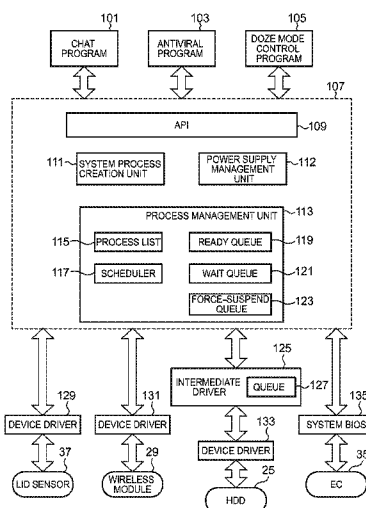 101
103
105
CHAT PROGRAM
ANTIVIRAL PROGRAM
DOZE MODE CONTROL PROGRAM
107
API
109
111
SYSTEM PROCESS CREATION UNIT
POWER SUPPLY MANAGEMENT UNIT
112
PROCESS MANAGEMENT UNIT
113
115
PROCESS LIST
READY QUEUE
119
117
SCHEDULER
WAIT QUEUE
121
FORCE-SUSPEND QUEUE
123
125
INTERMEDIATE DRIVER
QUEUE
127
129
DEVICE DRIVER
131
DEVICE DRIVER
133
DEVICE DRIVER
135
SYSTEM BIOS
37
LID SENSOR
29
WIRELESS MODULE
25
HDD
35
EC